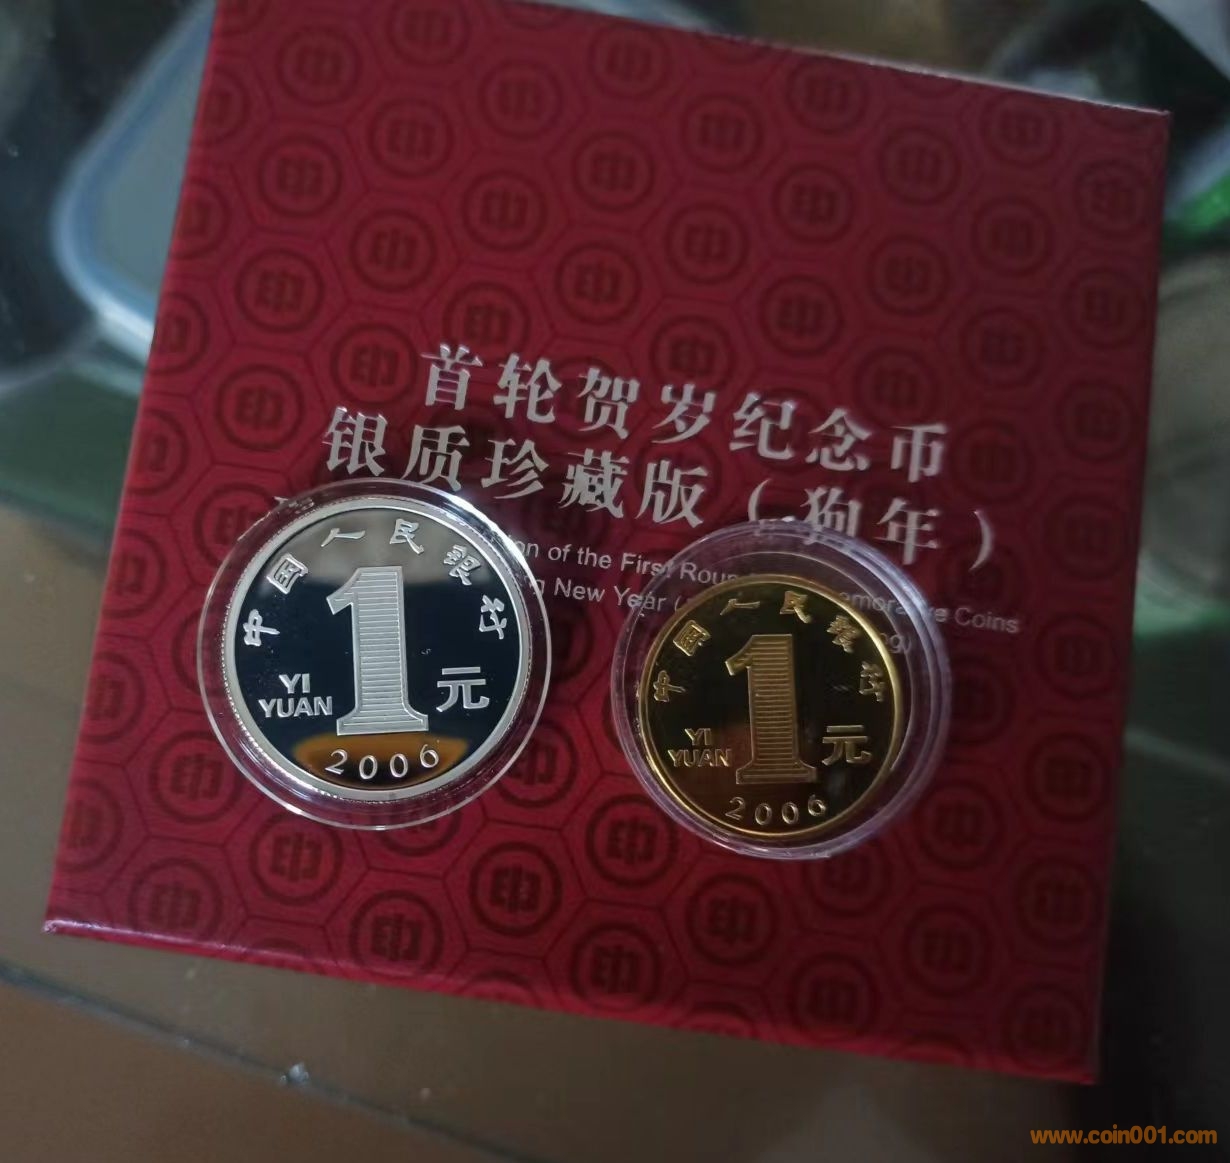 首轮贺岁纪念币
银质珍藏版（狗年）
of the First
New Year
Coins
中国人民银行
YI
YUAN
1
元
2006
中国人民银行
YI
YUAN
1
元
2006
www.coin001.com